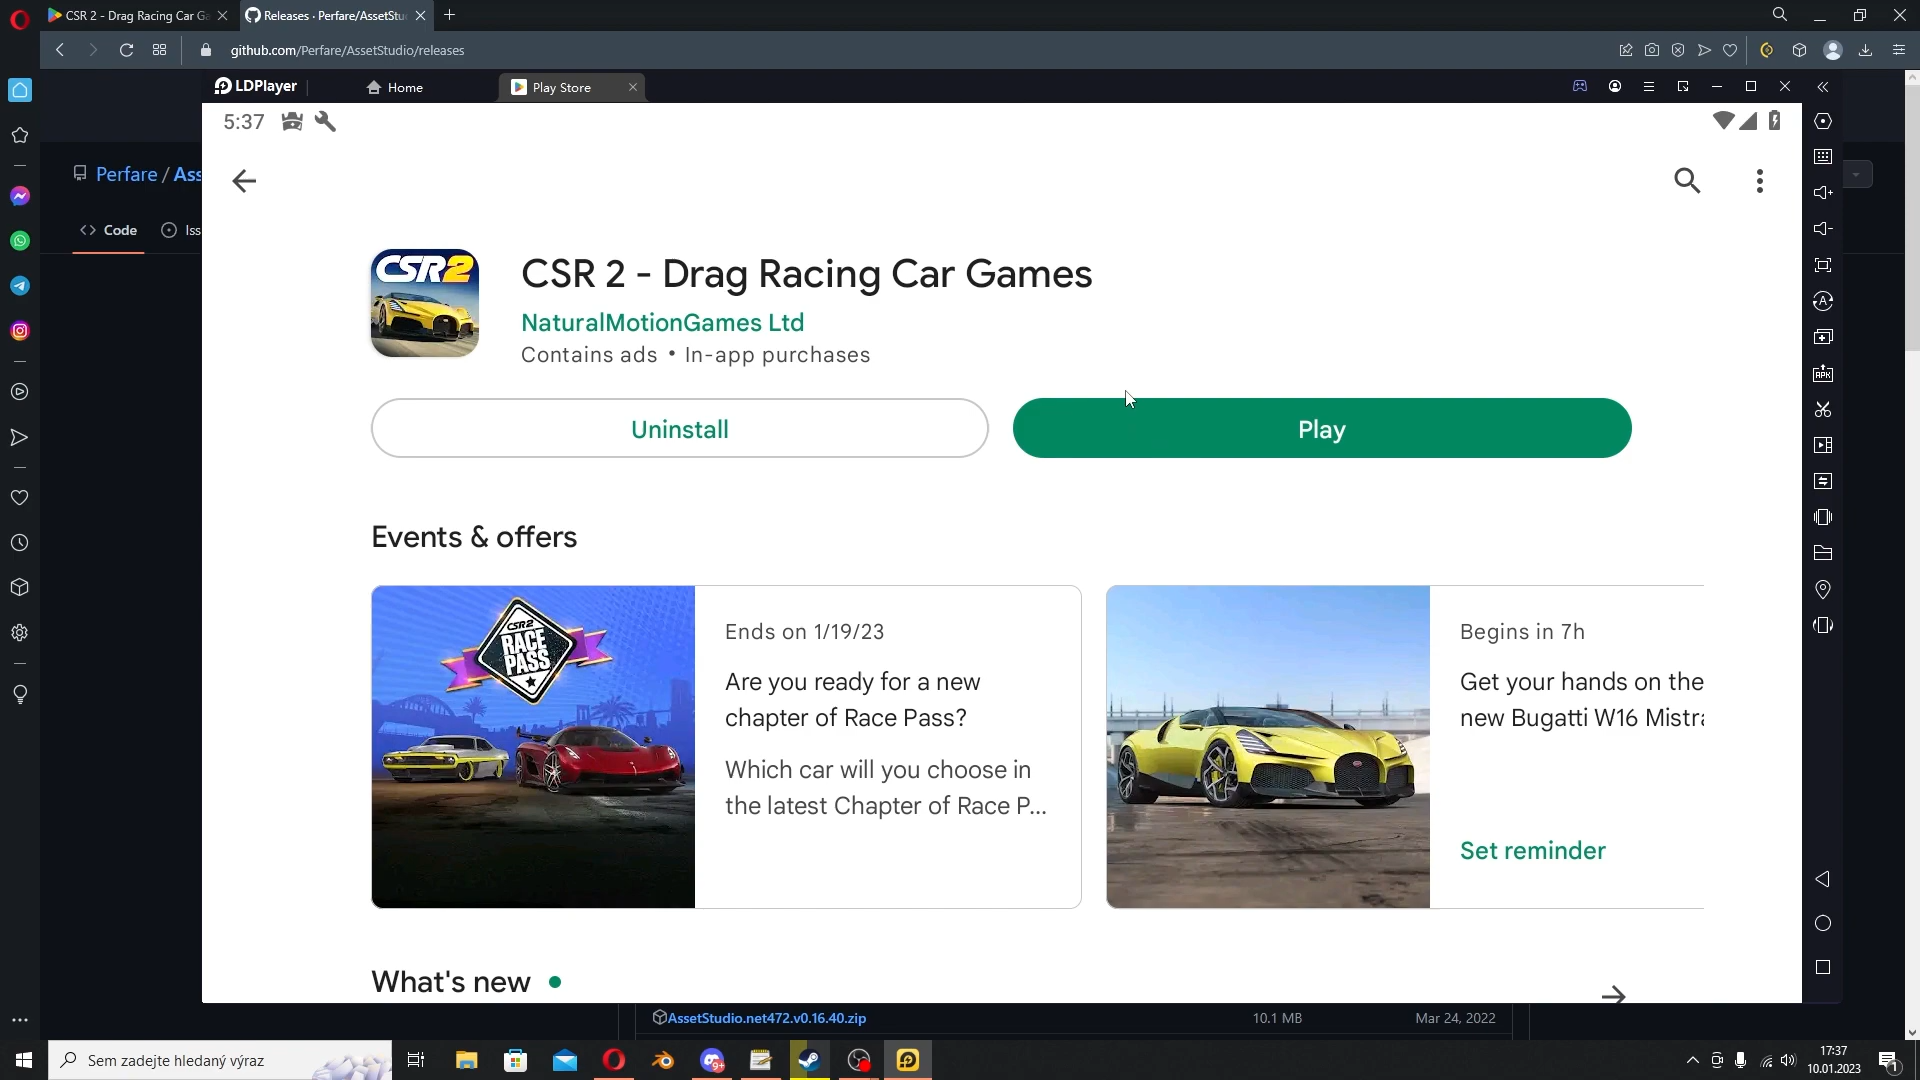 CSR 2 - Drag Racing Car Ga
Releases · Perfare/AssetStu
github.com/Perfare/AssetStudio/releases
LDPlayer
Home
Play Store
5:37
Perfare / Ass
Code
Iss
CSR2
CSR 2 - Drag Racing Car Games
NaturalMotionGames Ltd
Contains ads • In-app purchases
Uninstall
Play
APK
Events & offers
CSR2
RACE
PASS
Ends on 1/19/23
Are you ready for a new
chapter of Race Pass?
Which car will you choose in
the latest Chapter of Race P...
Begins in 7h
Get your hands on the
new Bugatti W16 Mistra
Set reminder
What's new
AssetStudio.net472.v0.16.40.zip
10.1 MB
Mar 24, 2022
Sem zadejte hledaný výraz
9+
17:37
10.01.2023
1